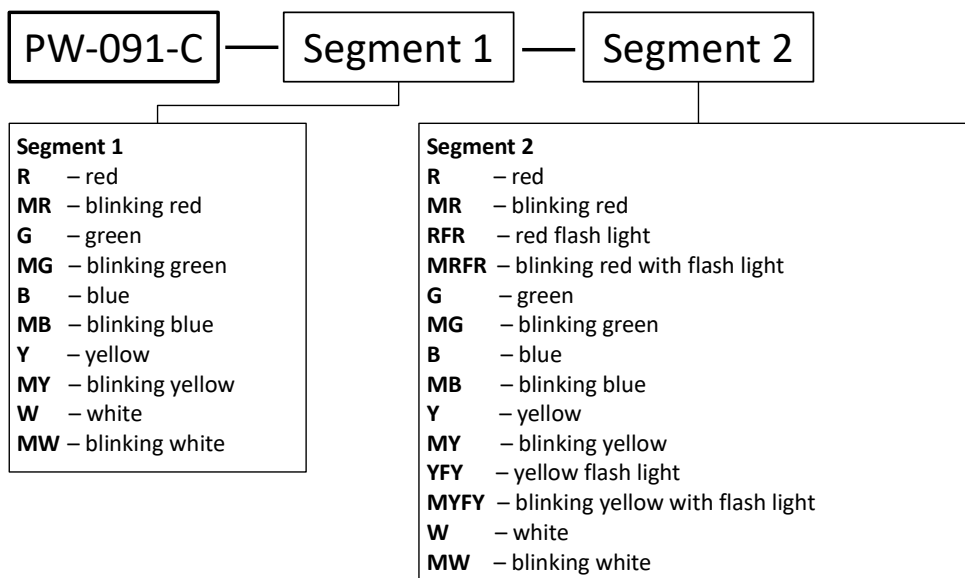 PW-091-C — Segment 1 — Segment 2
Segment 1
R – red
MR – blinking red
G – green
MG – blinking green
B – blue
MB – blinking blue
Y – yellow
MY – blinking yellow
W – white
MW – blinking white
Segment 2
R – red
MR – blinking red
RFR – red flash light
MRFR – blinking red with flash light
G – green
MG – blinking green
B – blue
MB – blinking blue
Y – yellow
MY – blinking yellow
YFY – yellow flash light
MYFY – blinking yellow with flash light
W – white
MW – blinking white